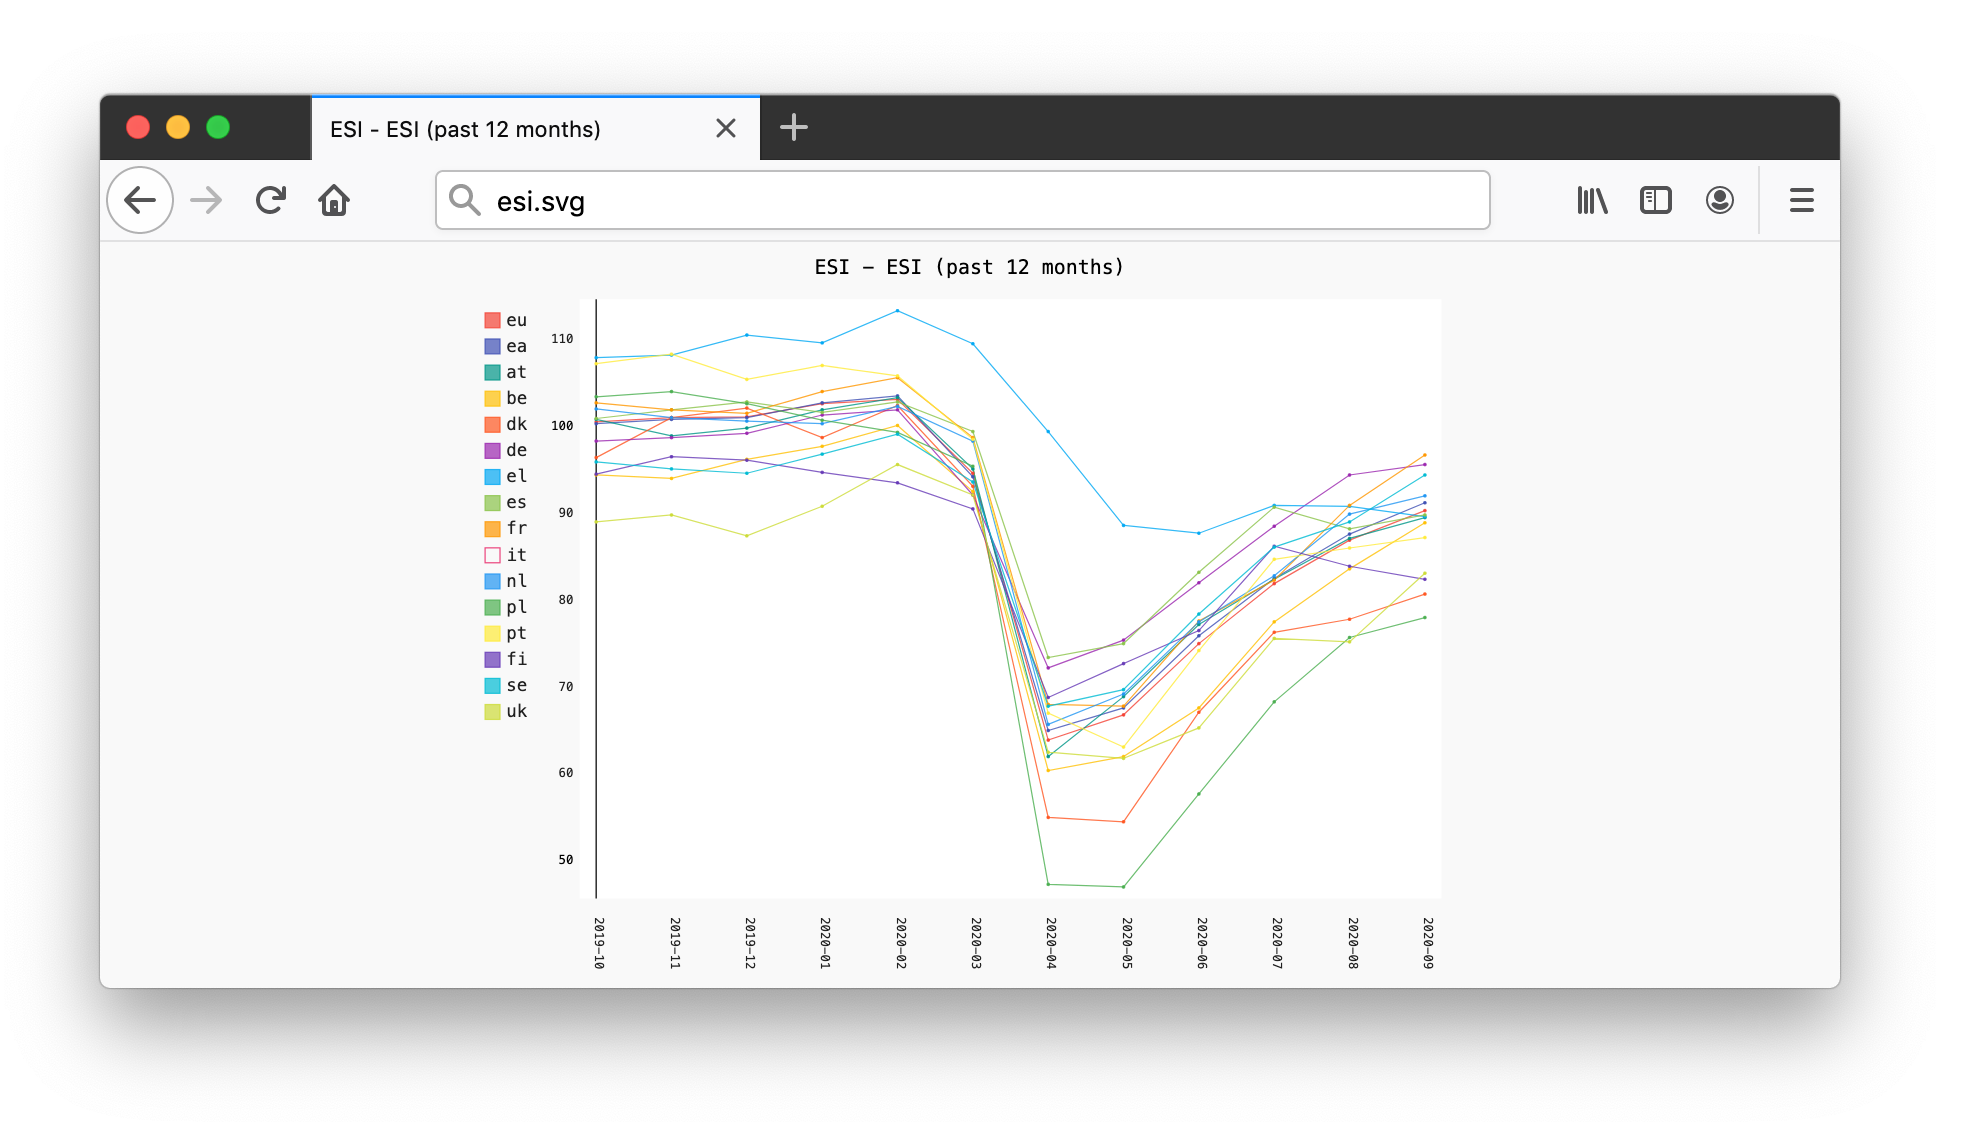 ESI - ESI (past 12 months)
esi.svg
ESI - ESI (past 12 months)
eu
ea
at
be
dk
de
el
es
fr
it
nl
pl
pt
fi
se
uk
110
100
90
80
70
60
50
2019-10
2019-11
2019-12
2020-01
2020-02
2020-03
2020-04
2020-05
2020-06
2020-07
2020-08
2020-09